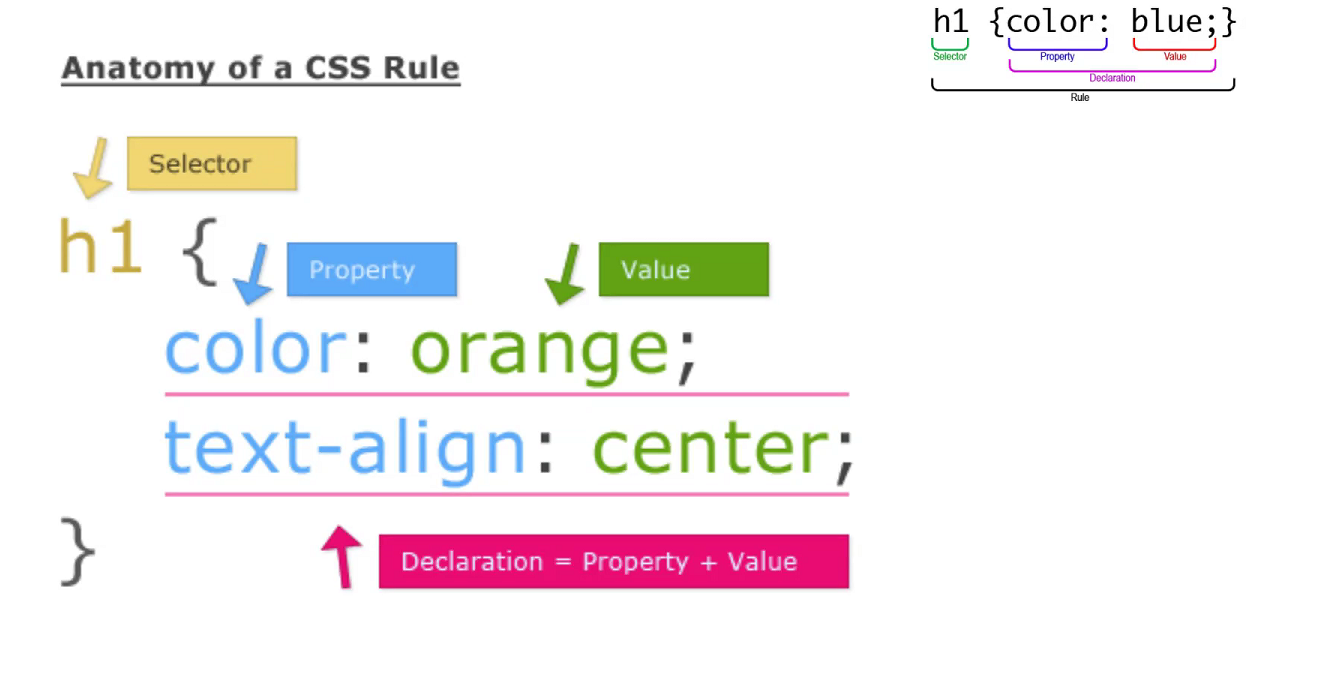 Anatomy of a CSS Rule
Selector
h1 {
Property
Value
color: orange;
text-align: center;
}
Declaration = Property + Value
h1 {color: blue;}
Selector
Property
Value
Declaration
Rule